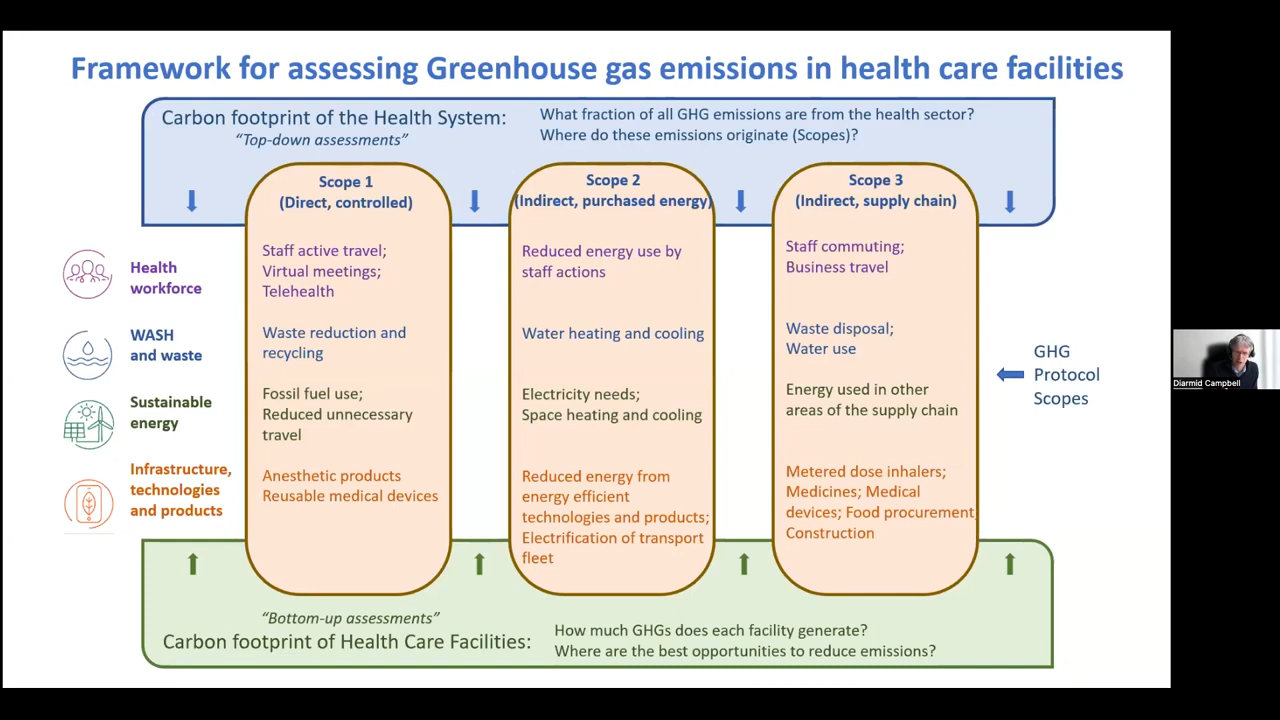 Framework for assessing Greenhouse gas emissions in health care facilities
Carbon footprint of the Health System:
"Top-down assessments"
What fraction of all GHG emissions are from the health sector?
Where do these emissions originate (Scopes)?
Scope 1
(Direct, controlled)
Scope 2
(Indirect, purchased energy)
Scope 3
(Indirect, supply chain)
Health
workforce
Staff active travel;
Virtual meetings;
Telehealth
Reduced energy use by
staff actions
Staff commuting;
Business travel
WASH
and waste
Waste reduction and
recycling
Water heating and cooling
Waste disposal;
Water use
Sustainable
energy
Fossil fuel use;
Reduced unnecessary
travel
Electricity needs;
Space heating and cooling
Energy used in other
areas of the supply chain
Infrastructure,
technologies
and products
Anesthetic products
Reusable medical devices
Reduced energy from
energy efficient
technologies and products;
Electrification of transport
fleet
Metered dose inhalers;
Medicines; Medical
devices; Food procurement
Construction
GHG
Protocol
Scopes
"Bottom-up assessments"
Carbon footprint of Health Care Facilities:
How much GHGs does each facility generate?
Where are the best opportunities to reduce emissions?
Diarmid Campbell